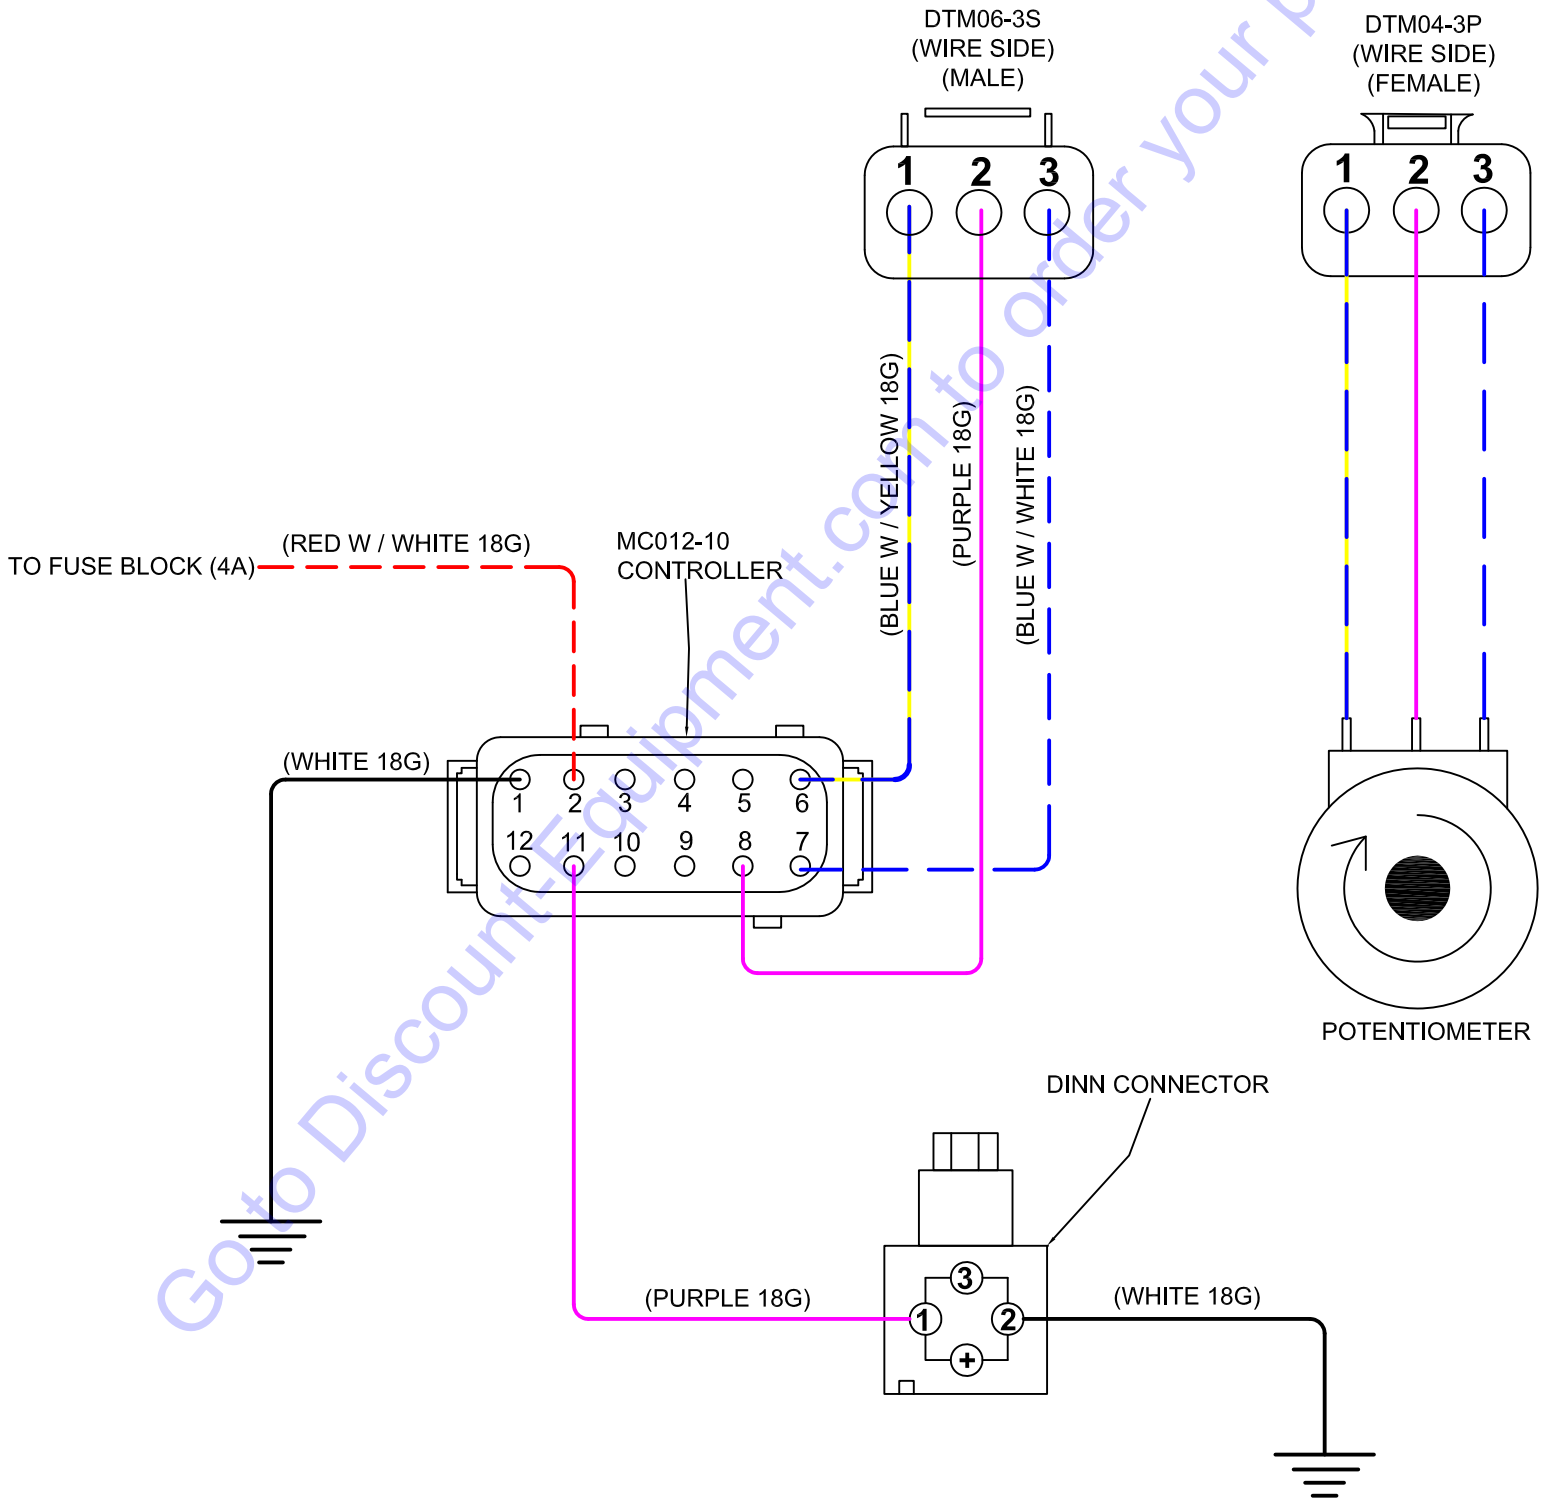 DTM06-3S
(WIRE SIDE)
(MALE)
DTM04-3P
(WIRE SIDE)
(FEMALE)
1 2 3
1 2 3
(BLUE W / YELLOW 18G)
(PURPLE 18G)
(BLUE W / WHITE 18G)
TO FUSE BLOCK (4A)
(RED W / WHITE 18G)
MC012-10
CONTROLLER
(WHITE 18G)
1 2 3 4 5 6
12 11 10 9 8 7
POTENTIOMETER
DINN CONNECTOR
(PURPLE 18G)
3
1 2
+
(WHITE 18G)
Go to Discount-Equipment.com to order your p